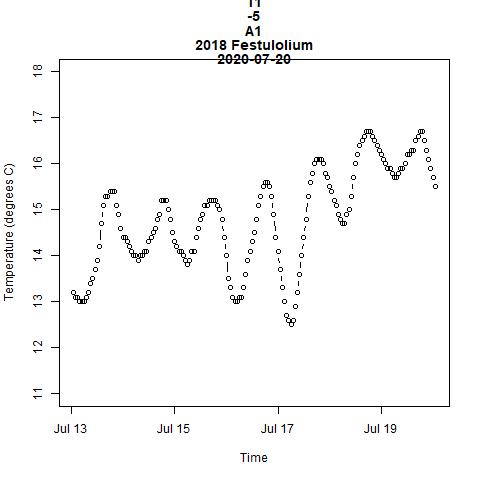 T1
-5
A1
2018 Festulolium
2020-07-20
Temperature (degrees C)
18
17
16
15
14
13
12
11
Jul 13
Jul 15
Jul 17
Jul 19
Time